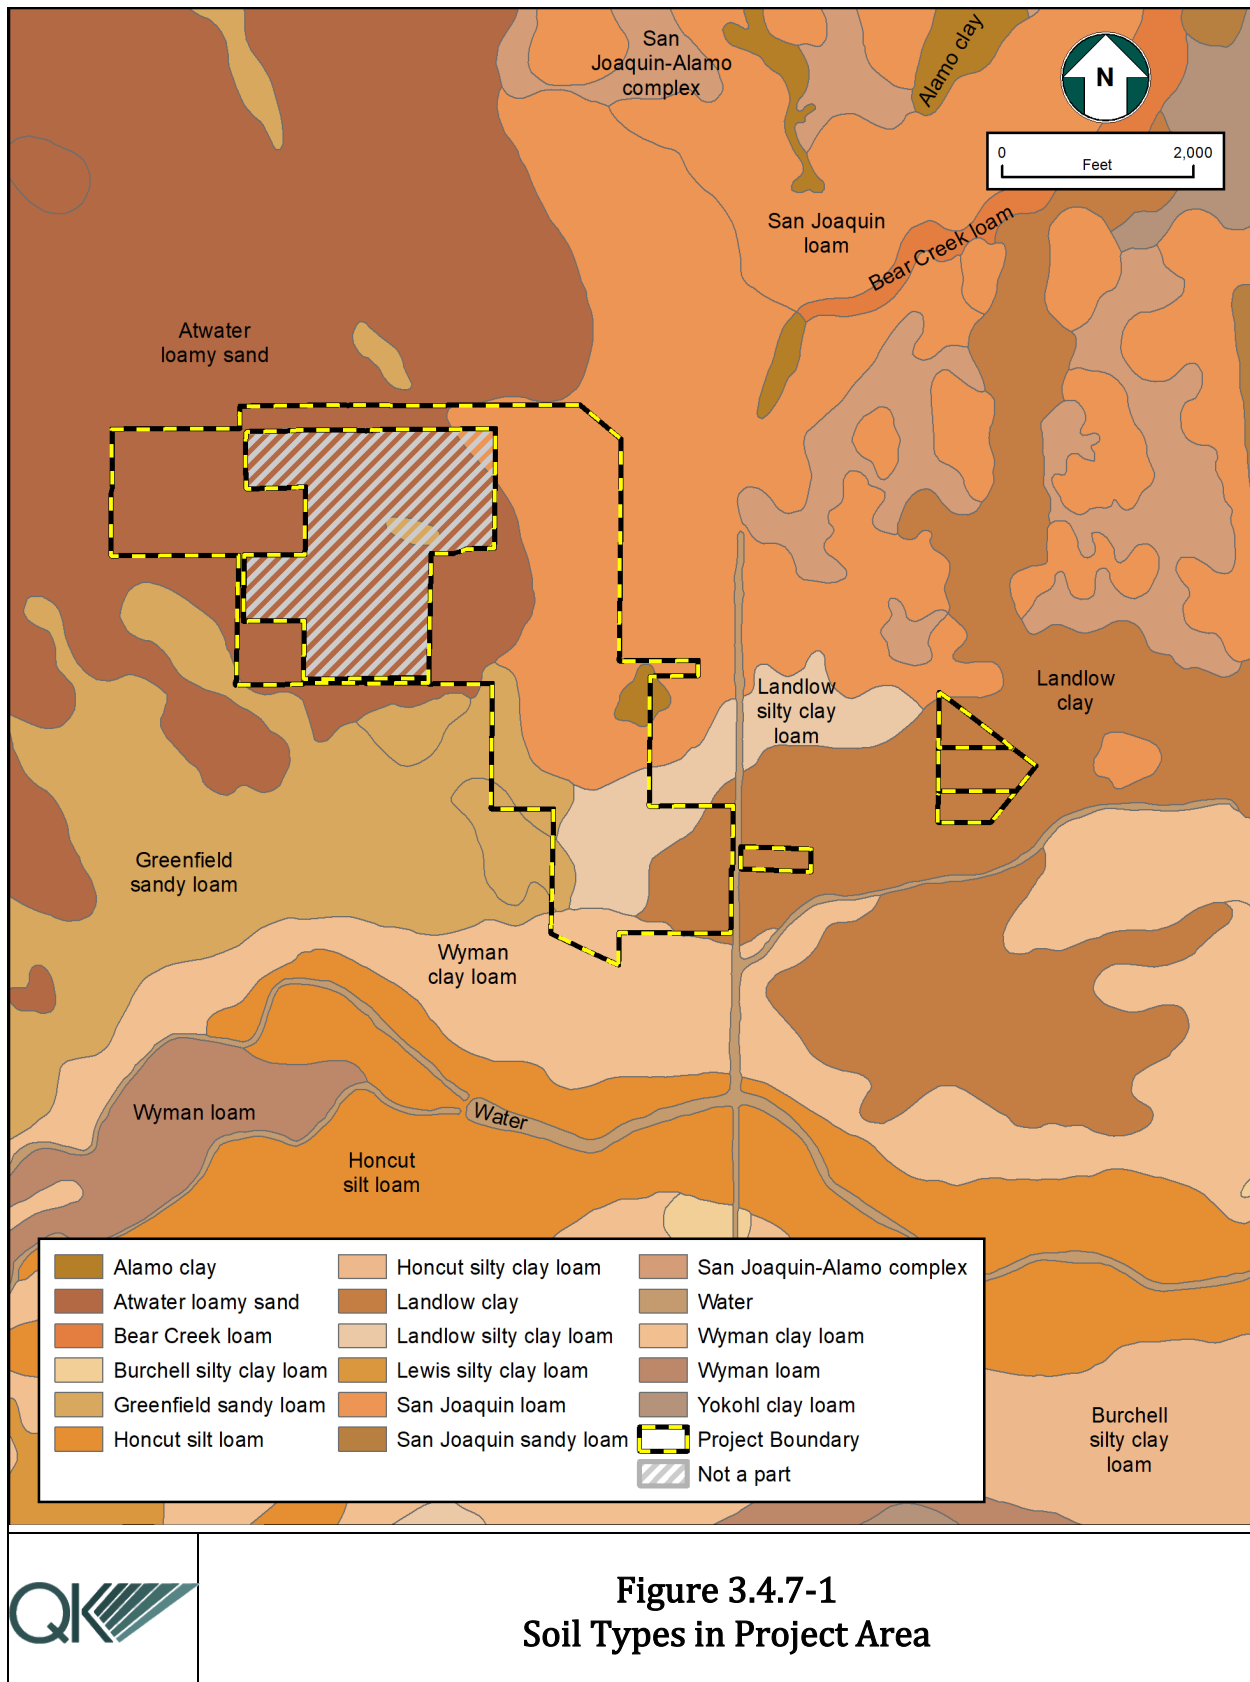 San
Joaquin-Alamo
complex
Alamo clay
N
0 2,000
Feet
San Joaquin
loam
Bear Creek loam
Atwater
loamy sand
Landlow
silty clay
loam
Landlow
clay
Greenfield
sandy loam
Wyman
clay loam
Wyman loam
Water
Honcut
silt loam
Burchell
silty clay
loam
Alamo clay
Atwater loamy sand
Bear Creek loam
Burchell silty clay loam
Greenfield sandy loam
Honcut silt loam
Honcut silty clay loam
Landlow clay
Landlow silty clay loam
Lewis silty clay loam
San Joaquin loam
San Joaquin sandy loam
San Joaquin-Alamo complex
Water
Wyman clay loam
Wyman loam
Yokohl clay loam
Project Boundary
Not a part
QK
Figure 3.4.7-1
Soil Types in Project Area